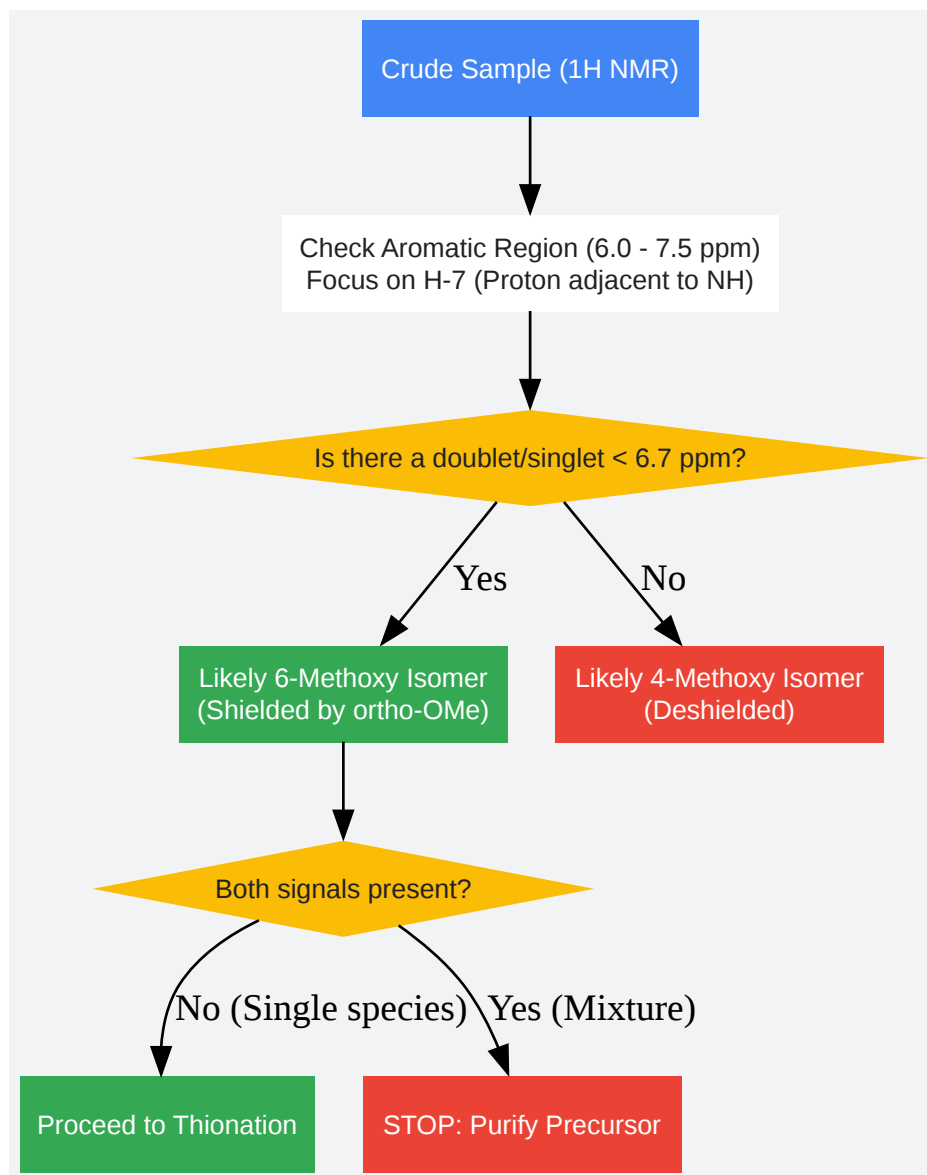 Crude Sample (1H NMR)
Check Aromatic Region (6.0 - 7.5 ppm)
Focus on H-7 (Proton adjacent to NH)
Is there a doublet/singlet < 6.7 ppm?
Yes
No
Likely 6-Methoxy Isomer
(Shielded by ortho-OMe)
Likely 4-Methoxy Isomer
(Deshielded)
Both signals present?
No (Single species)
Yes (Mixture)
Proceed to Thionation
STOP: Purify Precursor